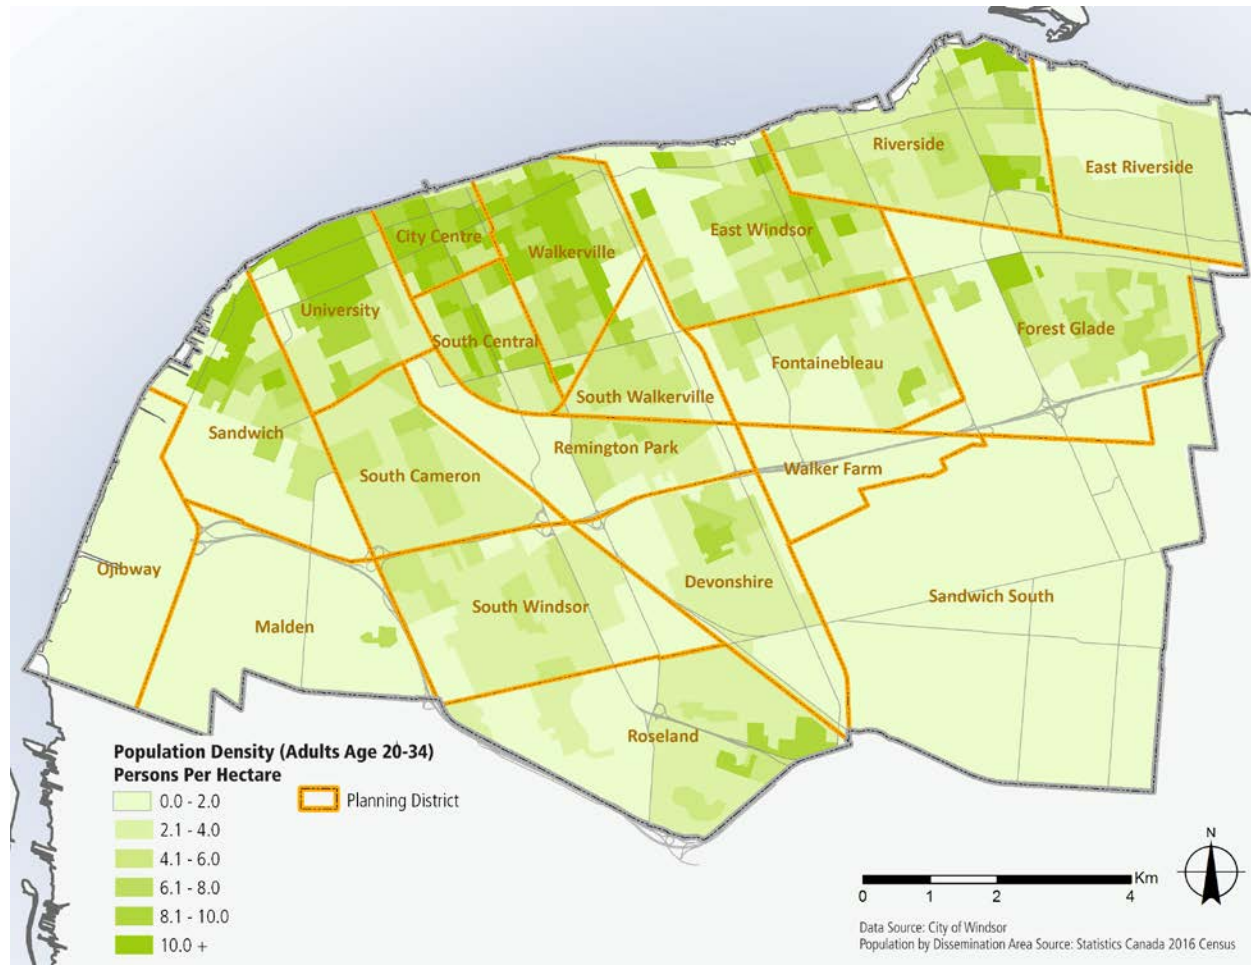 Riverside
East Riverside
City Centre
East Windsor
Walkerville
University
Forest Glade
South Central
Fontainebleau
South Walkerville
Sandwich
Remington Park
Walker Farm
South Cameron
Ojibway
Devonshire
Sandwich South
South Windsor
Malden
Roseland
Population Density (Adults Age 20-34)
Persons Per Hectare
0.0 - 2.0
Planning District
2.1 - 4.0
4.1 - 6.0
6.1 - 8.0
8.1 - 10.0
10.0 +
N
Km
0 1 2 4
Data Source: City of Windsor
Population by Dissemination Area Source: Statistics Canada 2016 Census